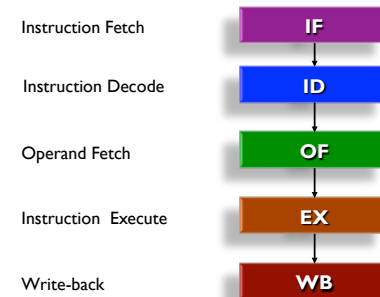 Instruction Fetch IF
Instruction Decode ID
Operand Fetch OF
Instruction Execute EX
Write-back WB